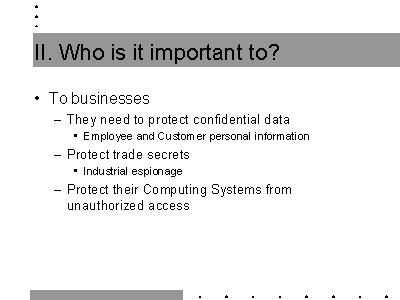 II. Who is it important to?
• To businesses
– They need to protect confidential data
• Employee and Customer personal information
– Protect trade secrets
• Industrial espionage
– Protect their Computing Systems from
unauthorized access